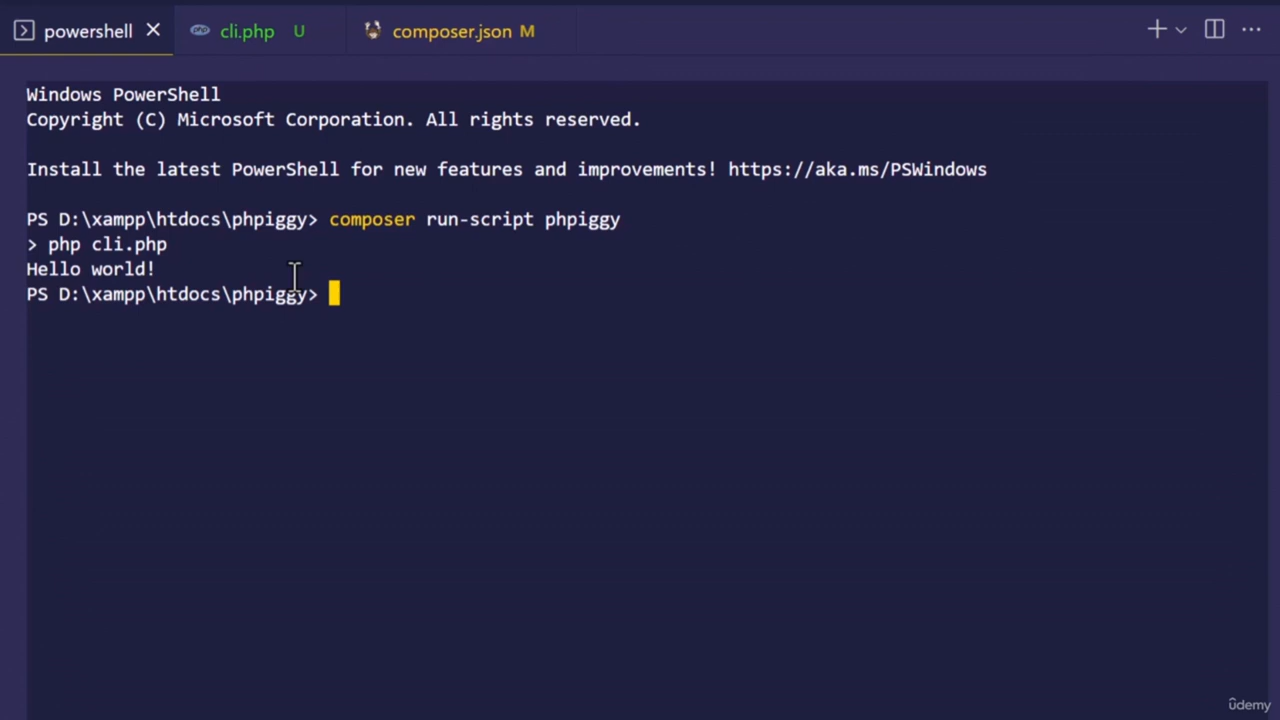 powershell
cli.php U
composer.json M
Windows PowerShell
Copyright (C) Microsoft Corporation. All rights reserved.
Install the latest PowerShell for new features and improvements! https://aka.ms/PSWindows
PS D:\xampp\htdocs\phpiggy> composer run-script phpiggy
> php cli.php
Hello world!
PS D:\xampp\htdocs\phpiggy>
ûdemy